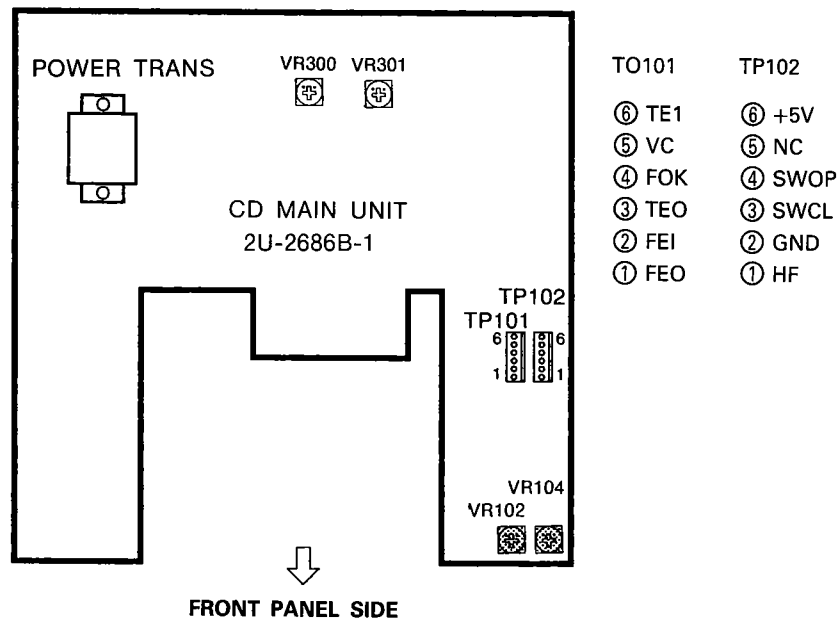 POWER TRANS
VR300 VR301
CD MAIN UNIT
2U-2686B-1
TP102
TP101
6 6
1 1
VR104
VR102
FRONT PANEL SIDE
TO101 TP102
⑥ TE1 ⑥ +5V
⑤ VC ⑤ NC
④ FOK ④ SWOP
③ TEO ③ SWCL
② FEI ② GND
① FEO ① HF